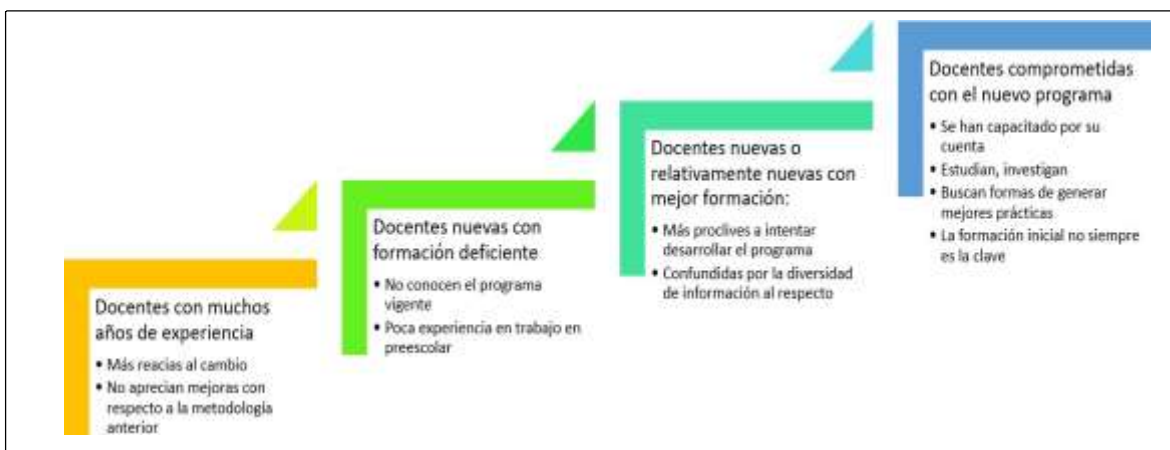 Docentes con muchos
años de experiencia
• Más reacias al cambio
• No aprecian mejoras con
respecto a la metodología
anterior
Docentes nuevas con
formación deficiente
• No conocen el programa
vigente
• Poca experiencia en trabajo en
preescolar
Docentes nuevas o
relativamente nuevas con
mejor formación:
• Más proclives a intentar
desarrollar el programa
• Confundidas por la diversidad
de información al respecto
Docentes comprometidas
con el nuevo programa
• Se han capacitado por su
cuenta
• Estudian, investigan
• Buscan formas de generar
mejores prácticas
• La formación inicial no siempre
es la clave